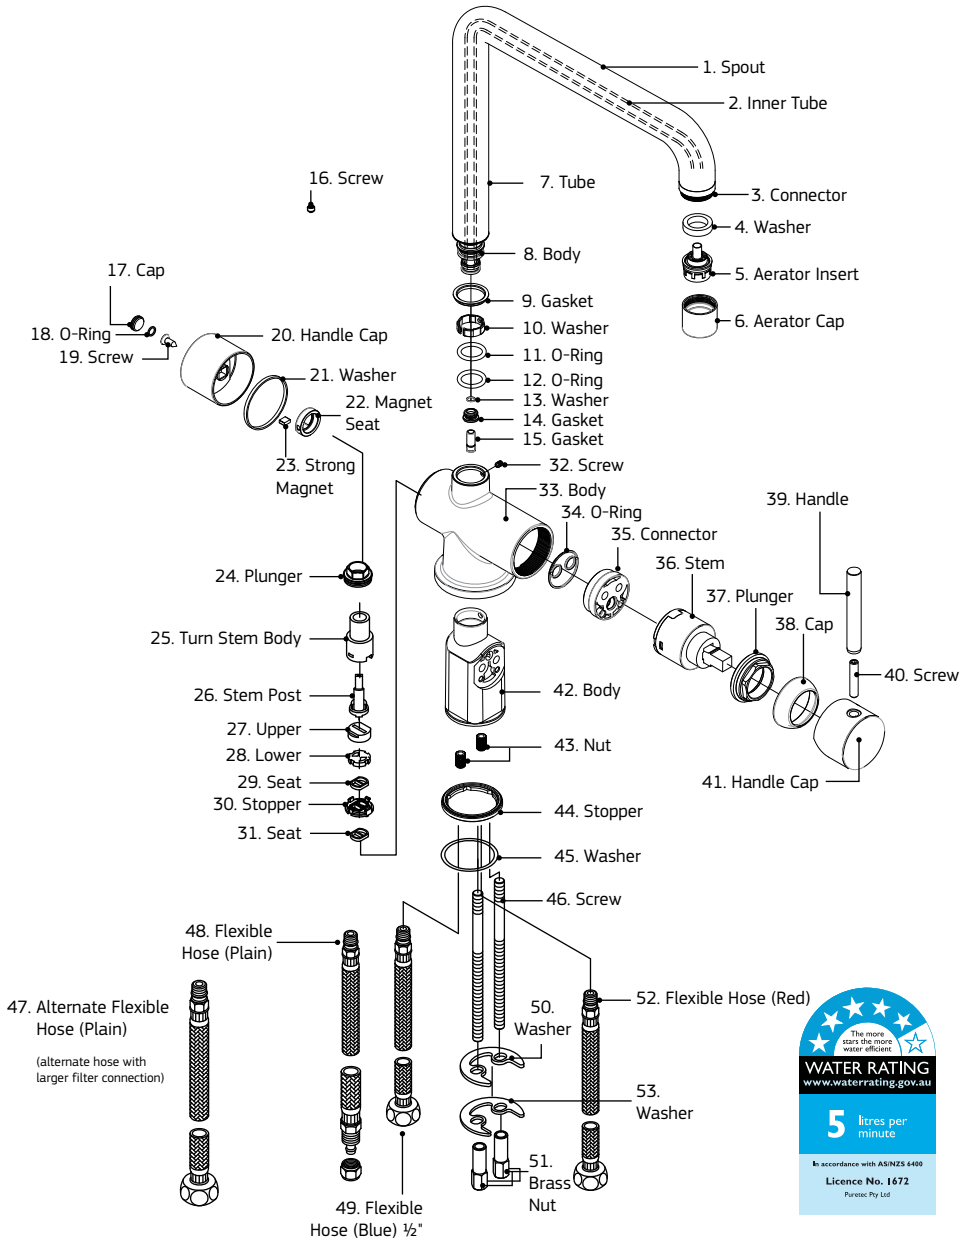 1. Spout
2. Inner Tube
16. Screw
7. Tube
3. Connector
4. Washer
8. Body
17. Cap
5. Aerator Insert
9. Gasket
6. Aerator Cap
10. Washer
18. O-Ring
20. Handle Cap
19. Screw
11. O-Ring
21. Washer
12. O-Ring
13. Washer
22. Magnet
Seat
14. Gasket
15. Gasket
23. Strong
Magnet
32. Screw
33. Body
39. Handle
34. O-Ring
35. Connector
36. Stem
24. Plunger
37. Plunger
38. Cap
25. Turn Stem Body
40. Screw
26. Stem Post
42. Body
27. Upper
43. Nut
28. Lower
29. Seat
41. Handle Cap
30. Stopper
44. Stopper
31. Seat
45. Washer
46. Screw
48. Flexible
Hose (Plain)
47. Alternate Flexible
Hose (Plain)
(alternate hose with
larger filter connection)
52. Flexible Hose (Red)
50.
Washer
53.
Washer
51.
Brass
Nut
49. Flexible
Hose (Blue) ½"
The more
stars the more
water efficient
WATER RATING
www.waterrating.gov.au
5 litres per
minute
In accordance with AS/NZS 6400
Licence No. 1672
Puretec Pty Ltd